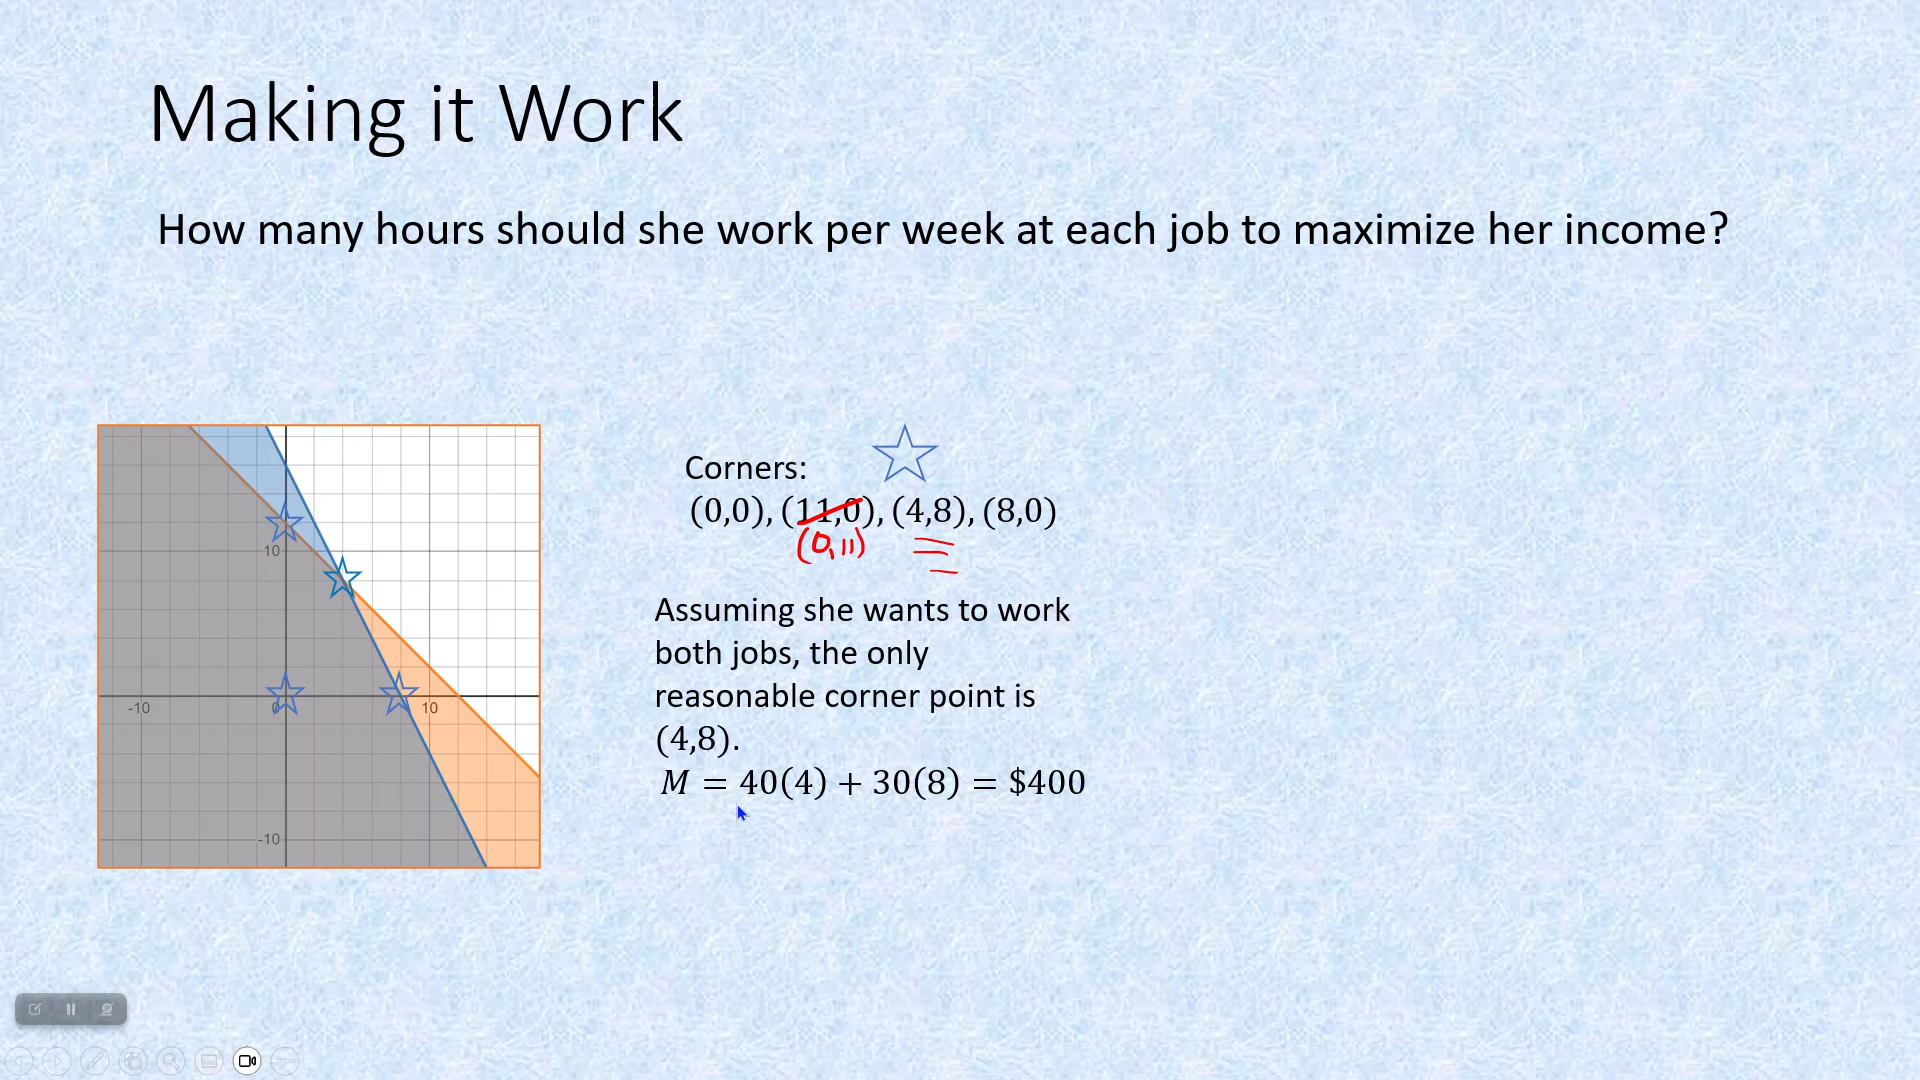 Making it Work
How many hours should she work per week at each job to maximize her income?
Corners:
(0,0), (11,0), (4,8), (8,0)
(0,11)
10
-10
0
10
-10
Assuming she wants to work
both jobs, the only
reasonable corner point is
(4,8).
M = 40(4) + 30(8) = $400